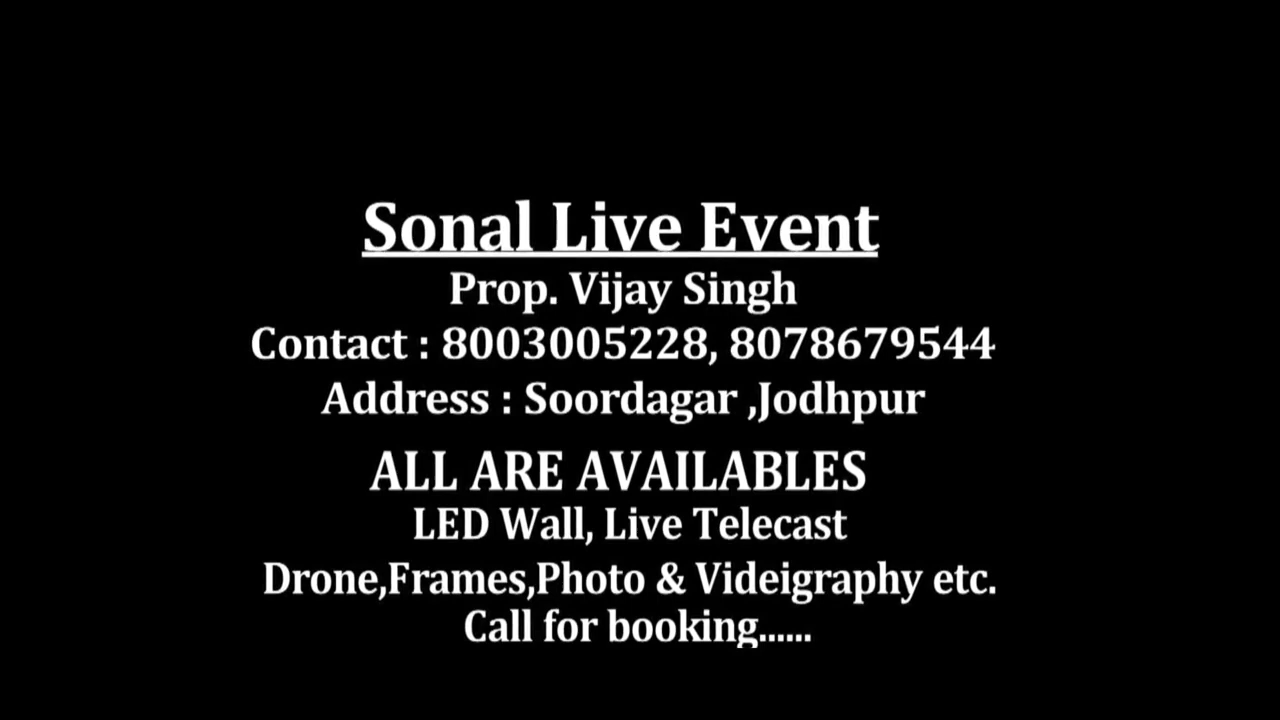 Sonal Live Event
Prop. Vijay Singh
Contact : 8003005228, 8078679544
Address : Soordagar ,Jodhpur
ALL ARE AVAILABLES
LED Wall, Live Telecast
Drone,Frames,Photo & Videigraphy etc.
Call for booking......